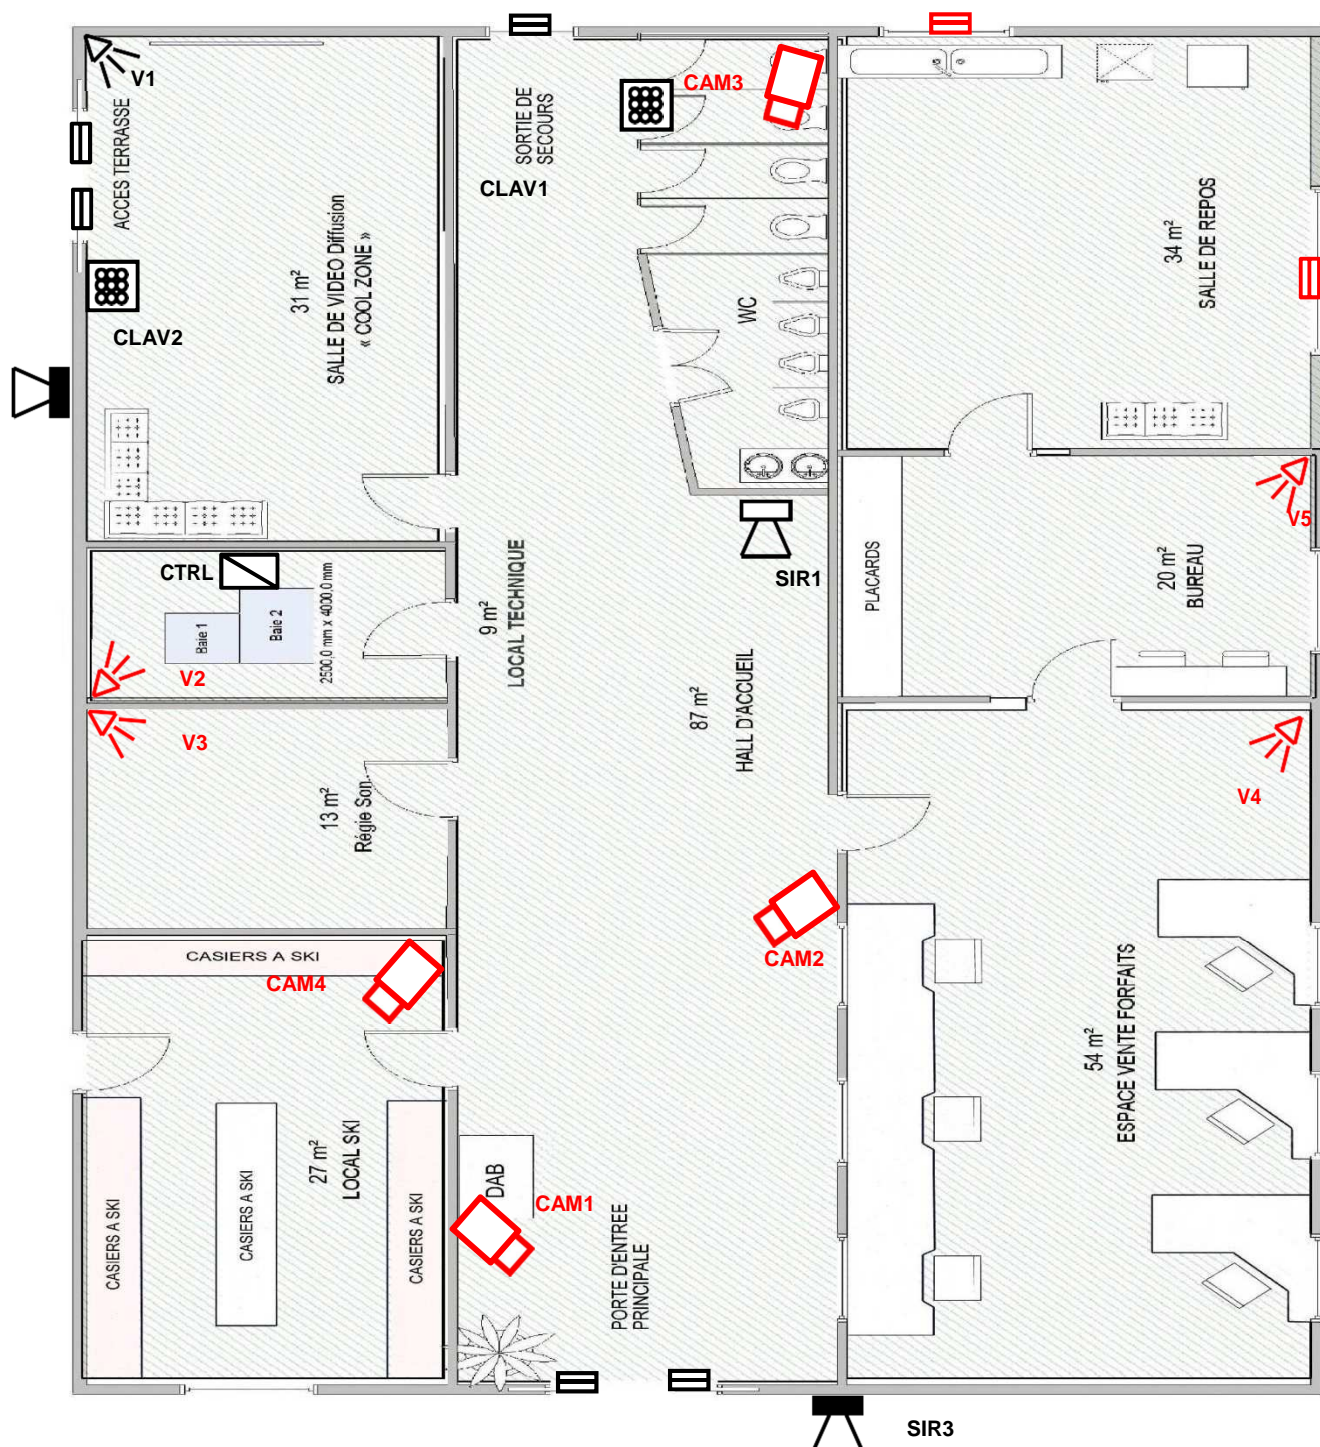 V1
CAM3
ACCES TERRASSE
SORTIE DE
SECOURS
CLAV1
31 m²
SALLE DE VIDEO Diffusion
« COOL ZONE »
34 m²
SALLE DE REPOS
WC
CLAV2
V5
CTRL
SIR1
PLACARDS
20 m²
BUREAU
Baie 1
Baie 2
2500,0 mm x 4000,0 mm
9 m²
LOCAL TECHNIQUE
V2
V3
87 m²
HALL D'ACCUEIL
V4
13 m²
Régie Son.
CASIERS A SKI
CAM4
CAM2
54 m²
ESPACE VENTE FORFAITS
27 m²
LOCAL SKI
DAB
CAM1
CASIERS A SKI
CASIERS A SKI
CASIERS A SKI
PORTE D'ENTREE
PRINCIPALE
SIR3